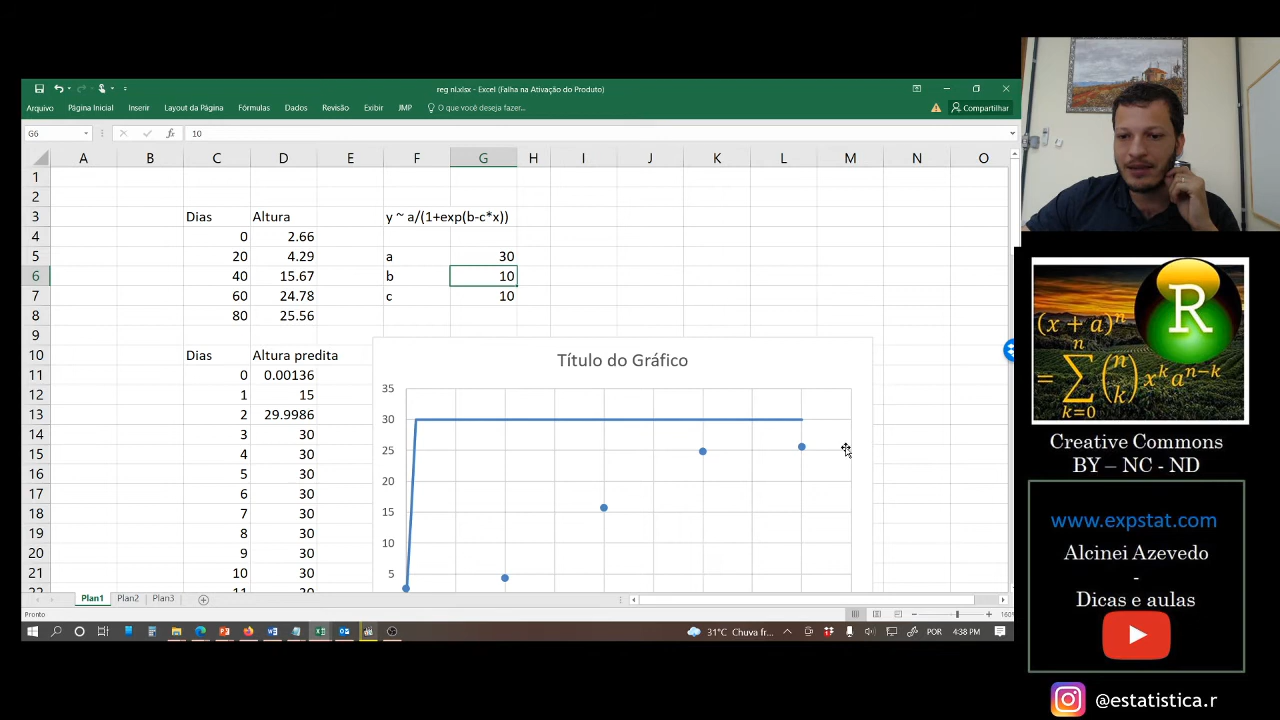 reg nl.xlsx - Excel (Falha na Ativação do Produto)
Arquivo Página Inicial Inserir Layout da Página Fórmulas Dados Revisão Exibir JMP O que você deseja fazer... Compartilhar
G6 fx 10
A B C D E F G H I J K L M N O
1
2
3 Dias Altura y ~ a/(1+exp(b-c*x))
4 0 2.66
5 20 4.29 a 30
6 40 15.67 b 10
7 60 24.78 c 10
8 80 25.56
9
10 Dias Altura predita
11 0 0.00136
12 1 15
13 2 29.9986
14 3 30
15 4 30
16 5 30
17 6 30
18 7 30
19 8 30
20 9 30
21 10 30
22 11 30
Título do Gráfico
35
30
25
20
15
10
5
Plan1 Plan2 Plan3
Pronto
160%
31°C Chuva fr... POR 4:38 PM
R
(x + a)^n
= ∑ n k=0 (n k) x^k a^n-k
Creative Commons
BY – NC - ND
www.expstat.com
Alcinei Azevedo
-
Dicas e aulas
@estatistica.r